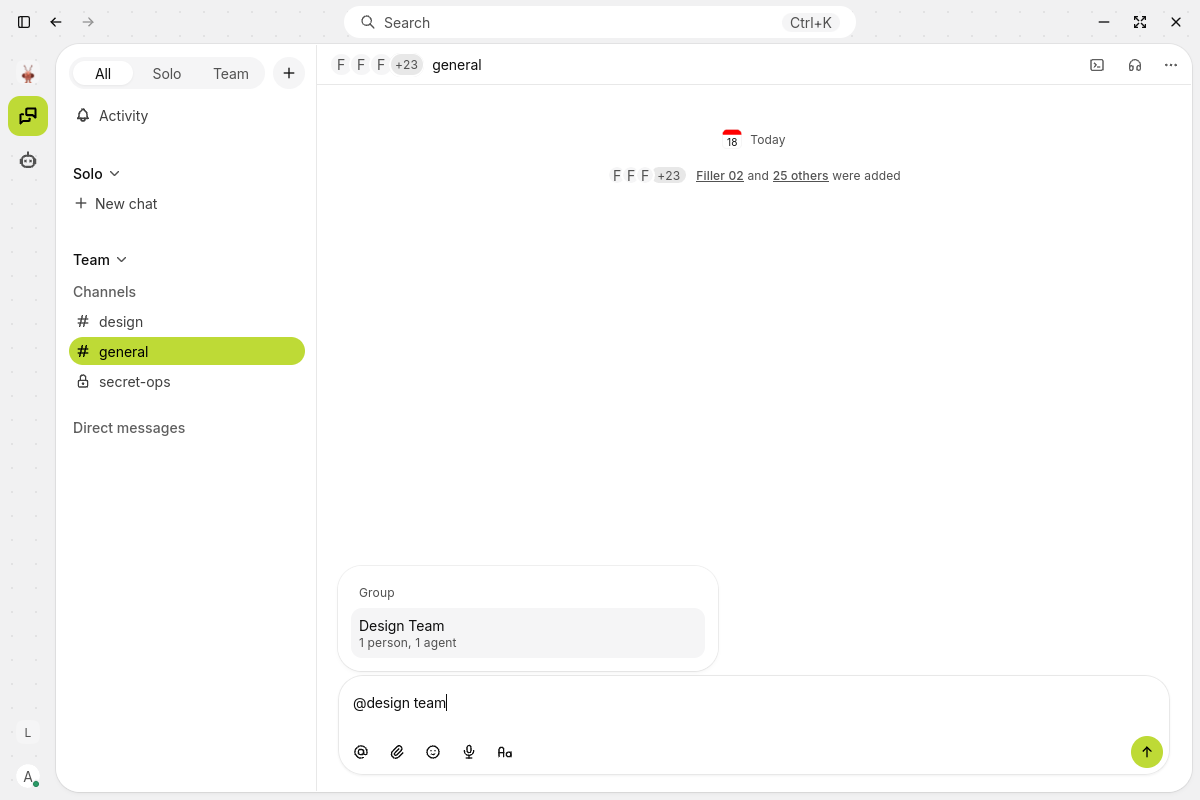 Search
Ctrl+K
All
Solo
Team
F F F +23 general
Activity
18 Today
Solo
F F F +23 Filler 02 and 25 others were added
New chat
Team
Channels
# design
# general
secret-ops
Direct messages
Group
Design Team
1 person, 1 agent
@design team
Aa
L
A